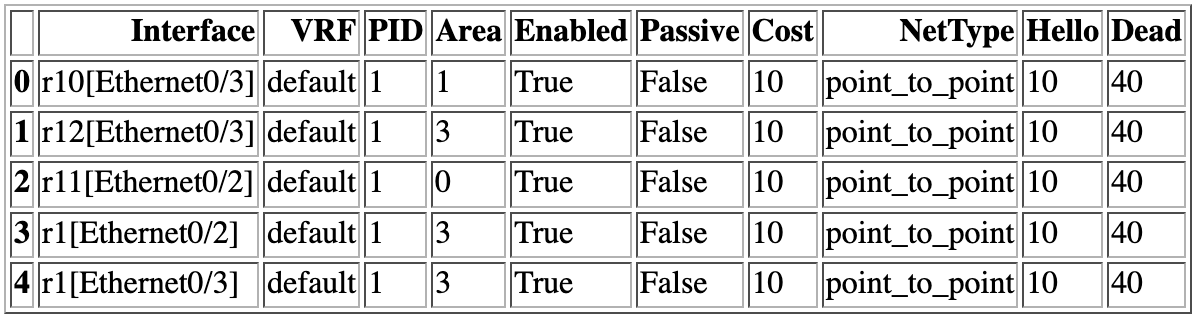 Interface VRF PID Area Enabled Passive Cost NetType Hello Dead
0 r10[Ethernet0/3] default 1 1 True False 10 point_to_point 10 40
1 r12[Ethernet0/3] default 1 3 True False 10 point_to_point 10 40
2 r11[Ethernet0/2] default 1 0 True False 10 point_to_point 10 40
3 r1[Ethernet0/2] default 1 3 True False 10 point_to_point 10 40
4 r1[Ethernet0/3] default 1 3 True False 10 point_to_point 10 40